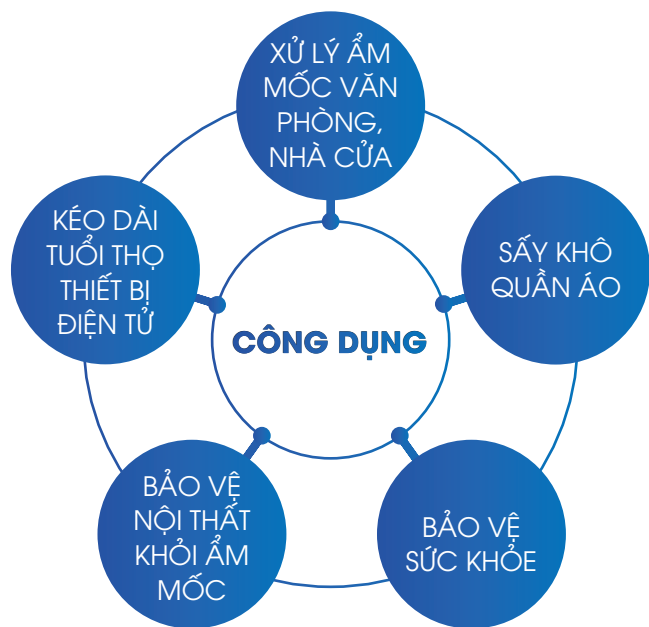 XỬ LÝ ẨM
MỐC VĂN
PHÒNG,
NHÀ CỬA
KÉO DÀI
TUỔI THỌ
THIẾT BỊ
ĐIỆN TỬ
SẤY KHÔ
QUẦN ÁO
CÔNG DỤNG
BẢO VỆ
NỘI THẤT
KHỎI ẨM
MỐC
BẢO VỆ
SỨC KHỎE